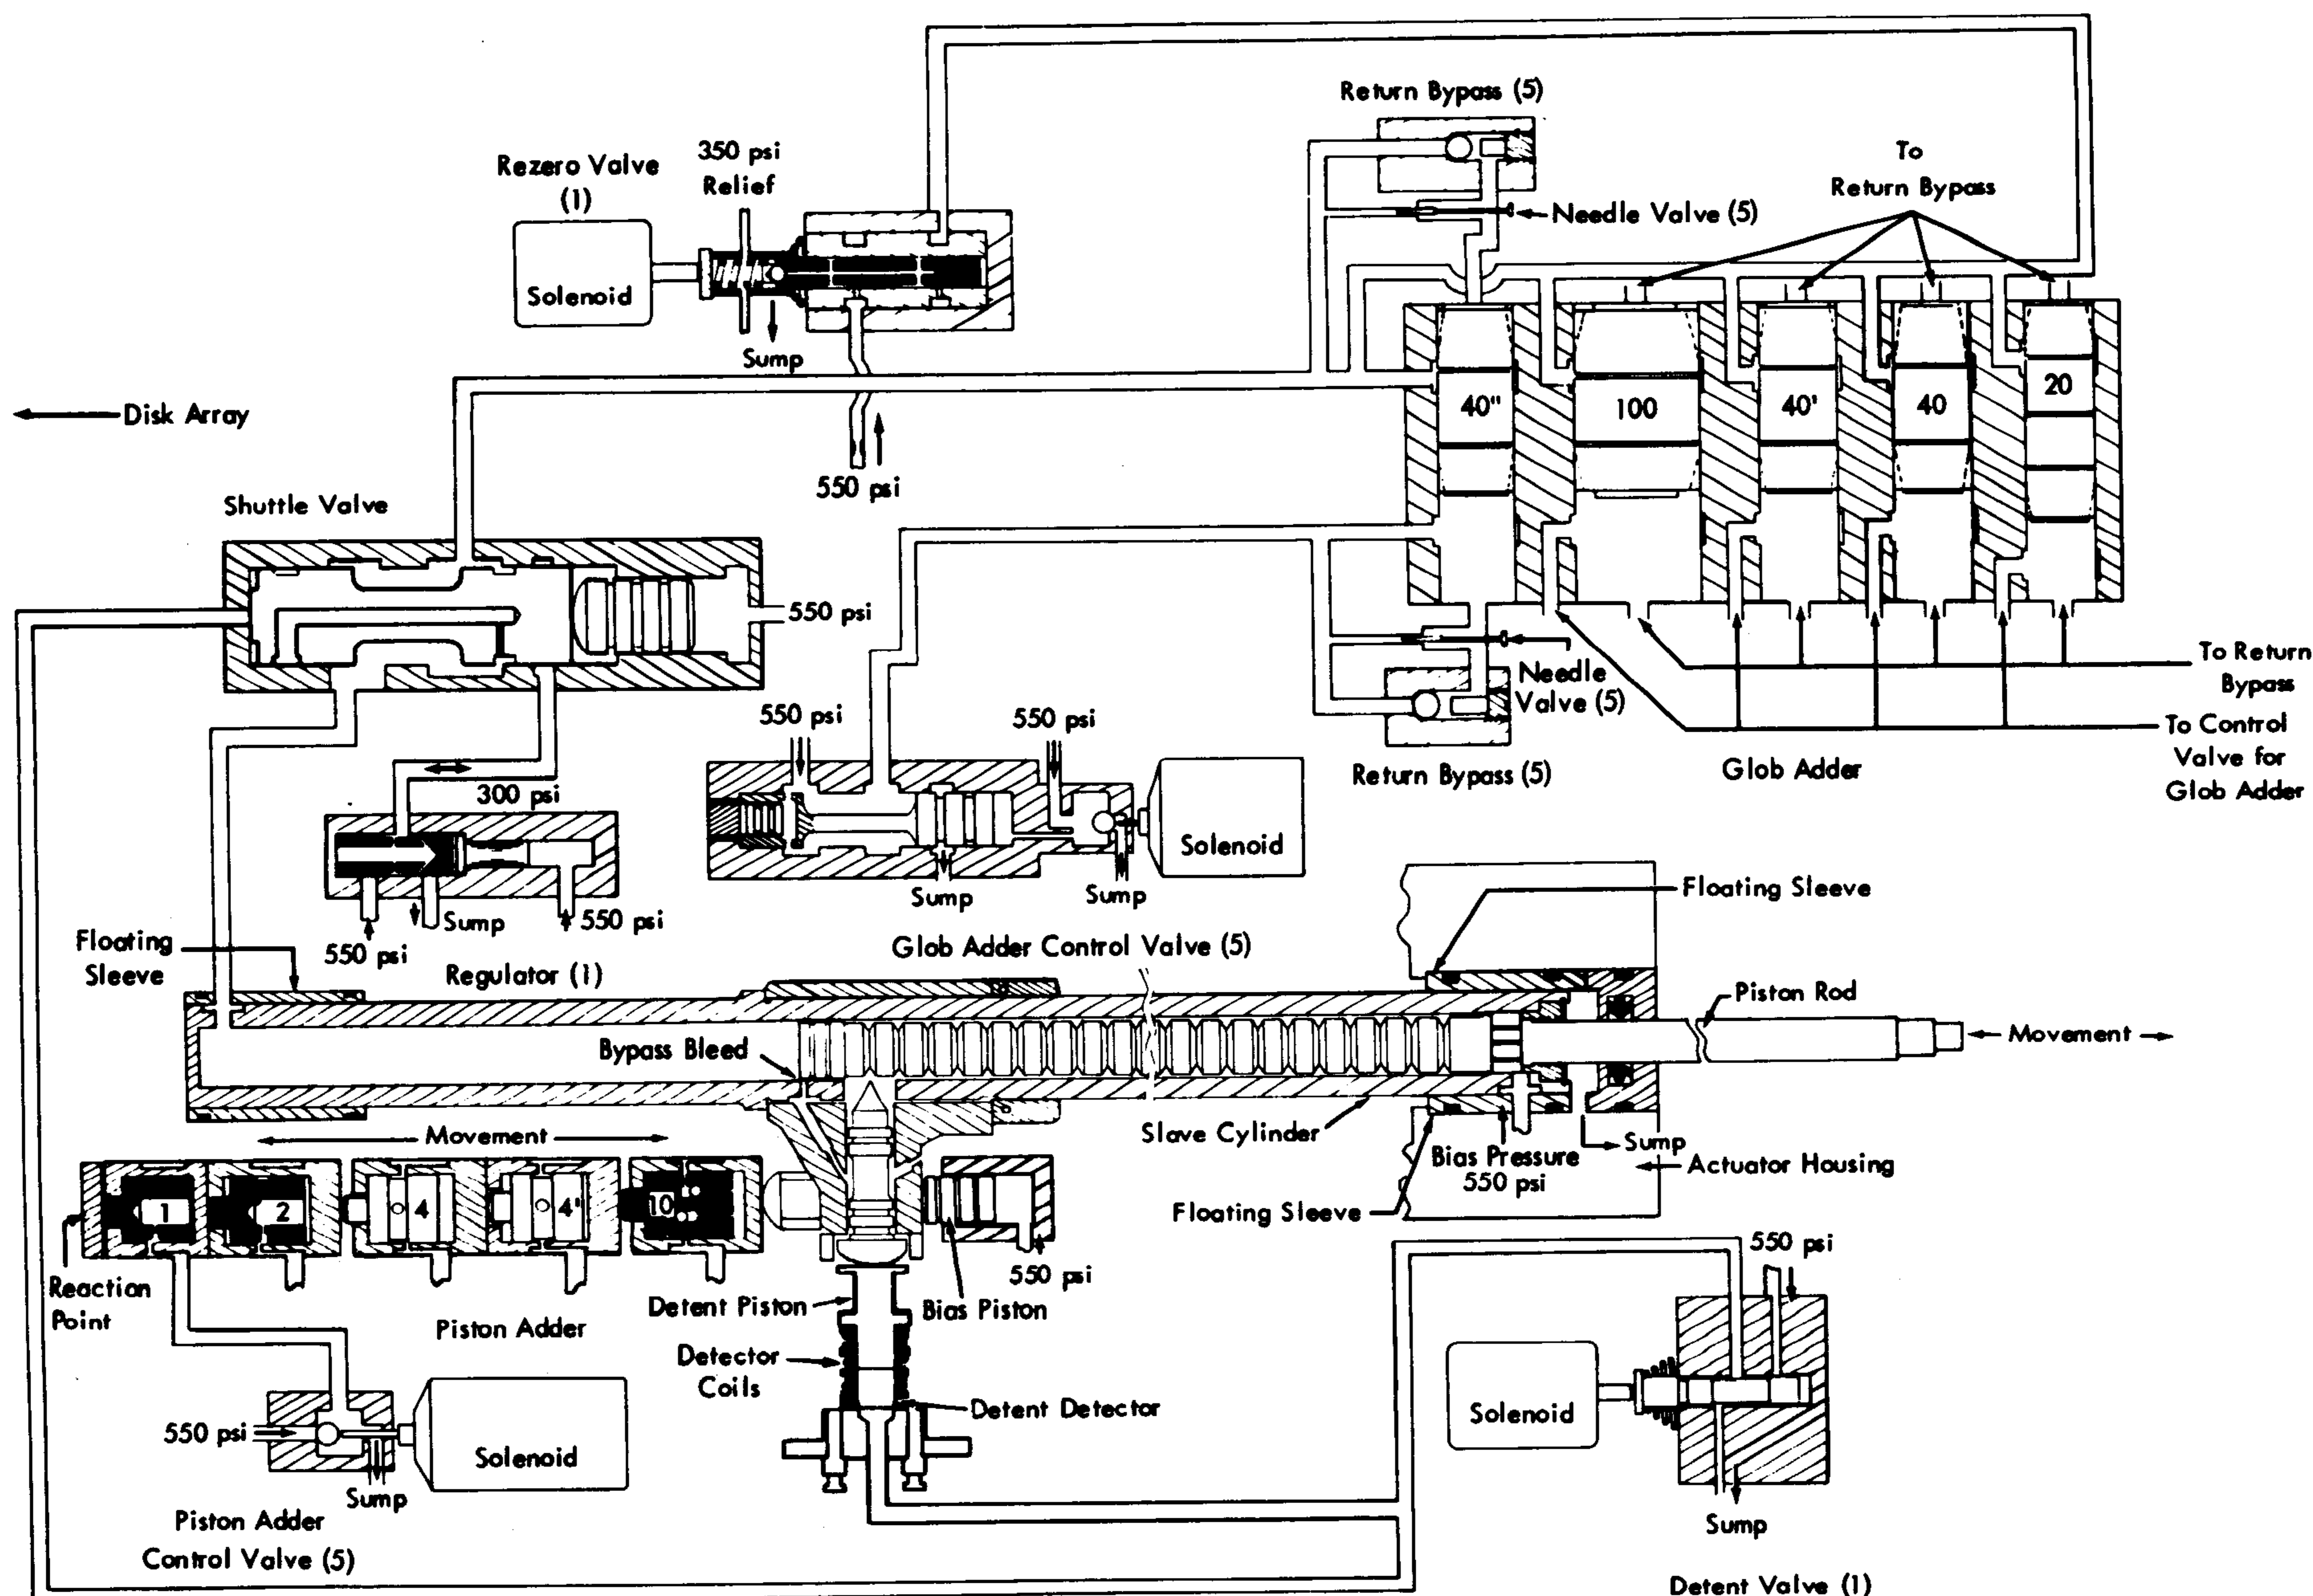 Return Bypass (5)
To
Return Bypass
350 psi
Relief
Rezero Valve
(1)
Needle Valve (5)
Solenoid
Sump
Disk Array
550 psi
40"
100
40'
40
20
Shuttle Valve
550 psi
Needle
Valve (5)
To Return
Bypass
550 psi
550 psi
To Control
Valve for
Glob Adder
Return Bypass (5)
Glob Adder
300 psi
Solenoid
Sump
Sump
Sump
550 psi
550 psi
Floating Sleeve
Floating
Sleeve
Regulator (1)
Glob Adder Control Valve (5)
Piston Rod
Movement
Bypass Bleed
Slave Cylinder
Sump
Bias Pressure
550 psi
Actuator Housing
Movement
1
2
4
4'
10
Floating Sleeve
550 psi
550 psi
Reaction
Point
Detent Piston
Bias Piston
Piston Adder
Detector
Coils
Detent Detector
Solenoid
550 psi
Solenoid
Sump
Sump
Piston Adder
Control Valve (5)
Detent Valve (1)